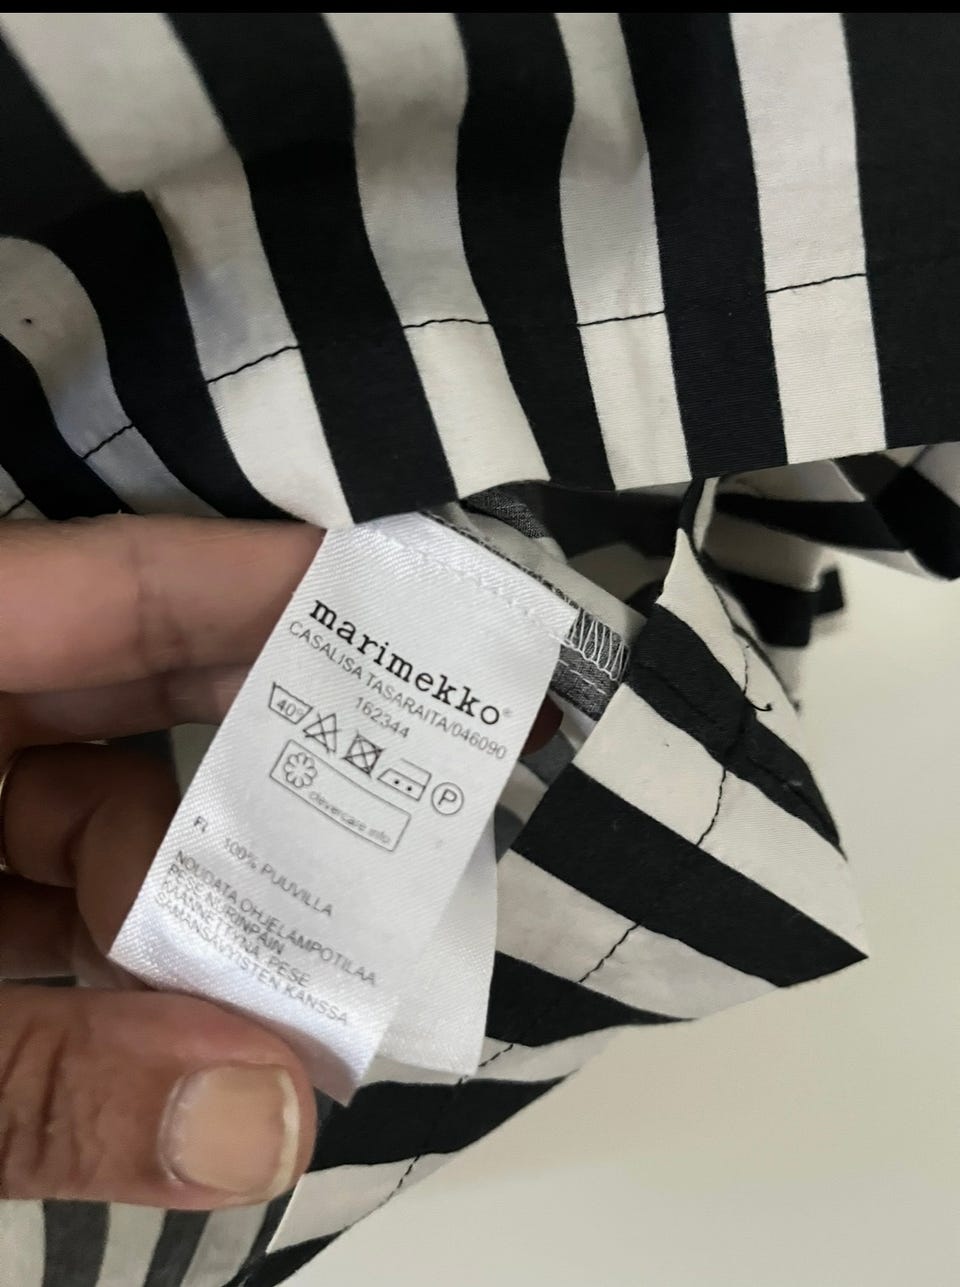 marimekko®
CASALISA TASARAITA/046090
162344
40° P
clevercare.info
FI 100% PUUVILLA
NOUDATA OHJELÄMPÖTILAA
PESE NURINPÄIN
KÄÄNNETTYNÄ, PESE
SAMANSÄVYISTEN KANSSA